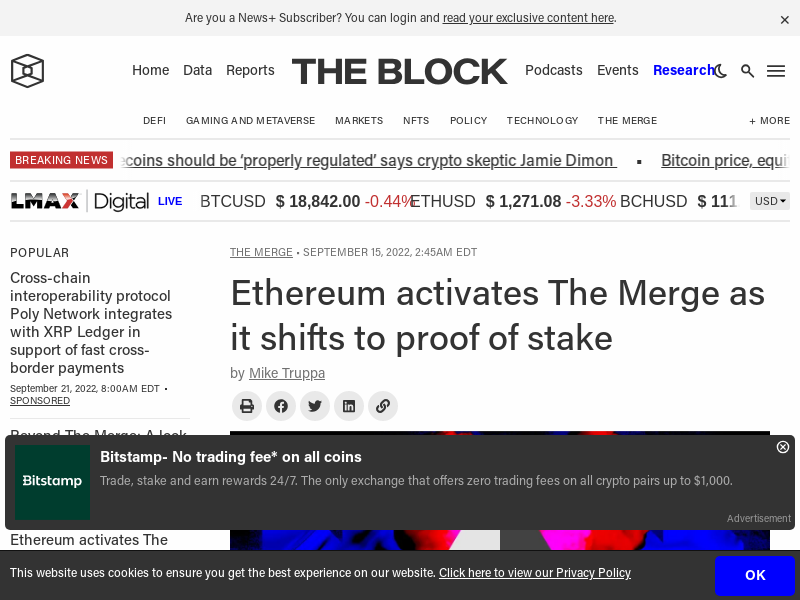 Are you a News+ Subscriber? You can login and read your exclusive content here.
×
Home Data Reports THE BLOCK Podcasts Events Research
DEFI GAMING AND METAVERSE MARKETS NFTS POLICY TECHNOLOGY THE MERGE + MORE
BREAKING NEWS should be ‘properly regulated’ says crypto skeptic Jamie Dimon ▪ Bitcoin price,
LMAX Digital LIVE BTCUSD $ 18,842.00 -0.44% ETHUSD $ 1,271.08 -3.33% BCHUSD $ 111 USD
POPULAR
Cross-chain
interoperability protocol
Poly Network integrates
with XRP Ledger in
support of fast cross-
border payments
September 21, 2022, 8:00AM EDT •
SPONSORED
Beyond The Merge: A look
Ethereum activates The
THE MERGE • SEPTEMBER 15, 2022, 2:45AM EDT
Ethereum activates The Merge as
it shifts to proof of stake
by Mike Truppa
Bitstamp
Bitstamp- No trading fee* on all coins
Trade, stake and earn rewards 24/7. The only exchange that offers zero trading fees on all crypto pairs up to $1,000.
Advertisement
This website uses cookies to ensure you get the best experience on our website. Click here to view our Privacy Policy
OK